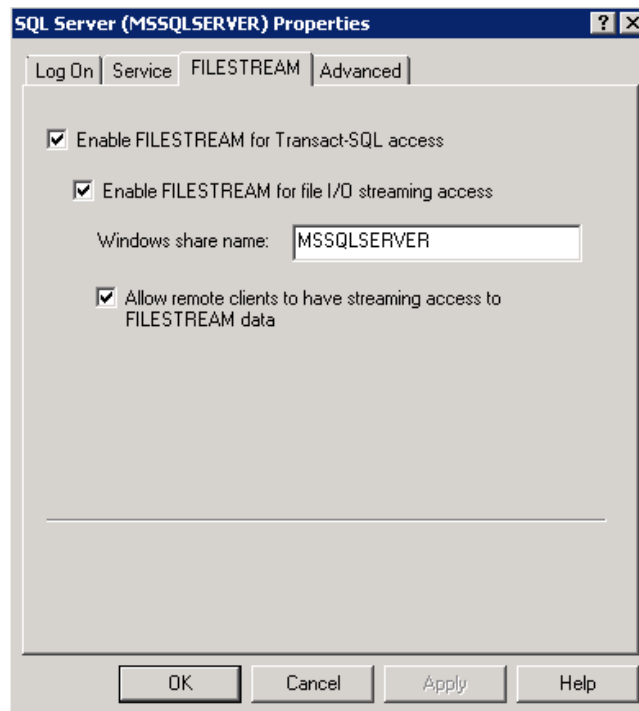 SQL Server (MSSQLSERVER) Properties
Log On Service FILESTREAM Advanced
Enable FILESTREAM for Transact-SQL access
Enable FILESTREAM for file I/O streaming access
Windows share name: MSSQLSERVER
Allow remote clients to have streaming access to
FILESTREAM data
OK Cancel Apply Help